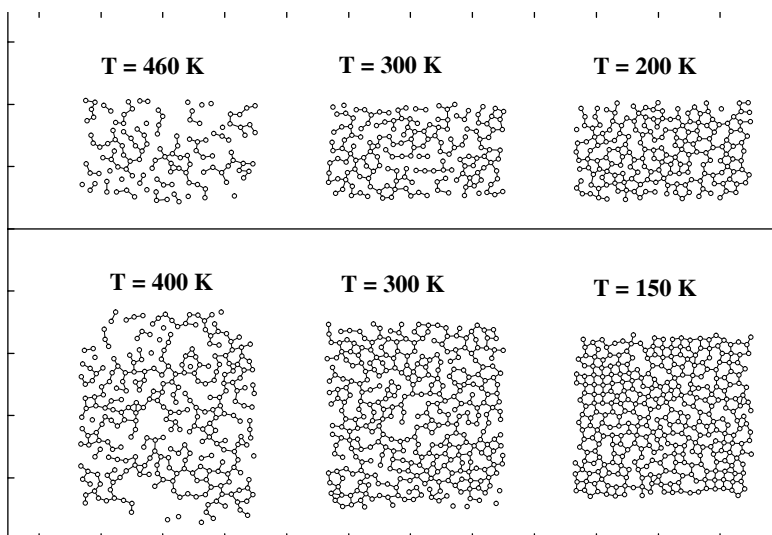 T = 460 K
T = 300 K
T = 200 K
T = 400 K
T = 300 K
T = 150 K